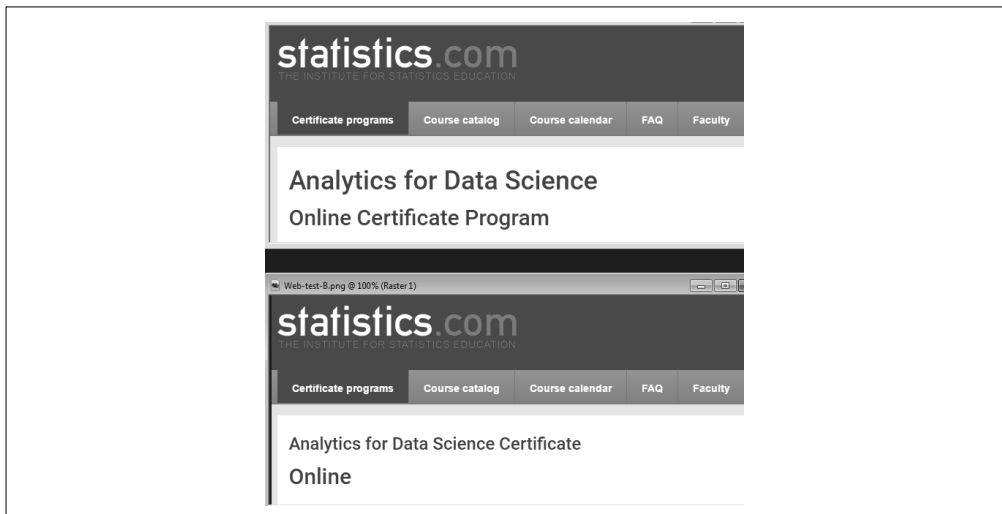 statistics.com
THE INSTITUTE FOR STATISTICS EDUCATION
Certificate programs Course catalog Course calendar FAQ Faculty
Analytics for Data Science
Online Certificate Program
Web-test-B.png @ 100% (Raster 1)
statistics.com
THE INSTITUTE FOR STATISTICS EDUCATION
Certificate programs Course catalog Course calendar FAQ Faculty
Analytics for Data Science Certificate
Online